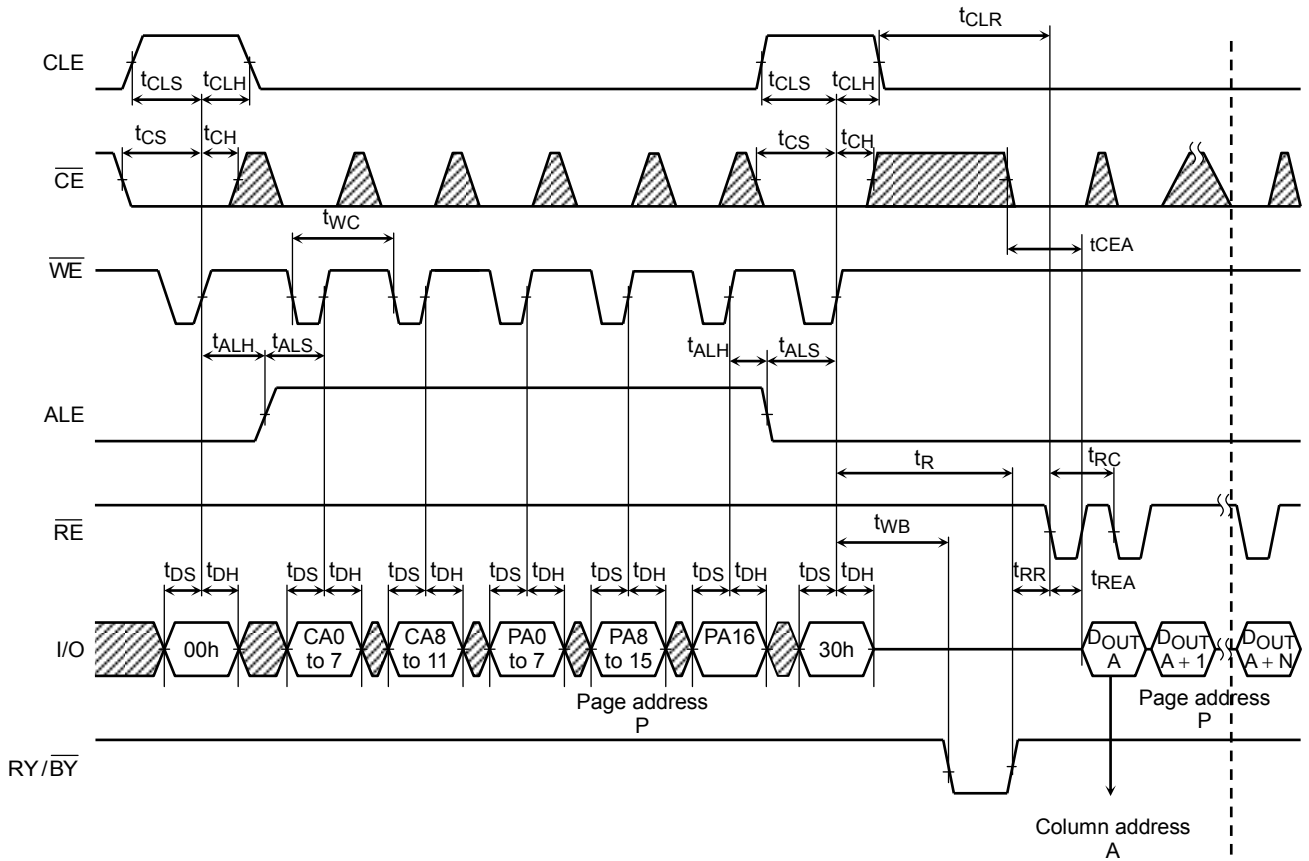 tCLR
CLE
tCLS tCLH tCLS tCLH
tCS tCH tCS tCH
CE
tWC
tCEA
WE
tALH tALS tALH tALS
ALE
tR tRC
RE
tWB
tDS tDH tDS tDH tDS tDH tDS tDH tDS tDH tDS tDH tDS tDH tRR tREA
I/O
00h
CA0
to 7
CA8
to 11
PA0
to 7
PA8
to 15
PA16
30h
DOUT
A
DOUT
A + 1
DOUT
A + N
Page address
P
Page address
P
RY/BY
Column address
A